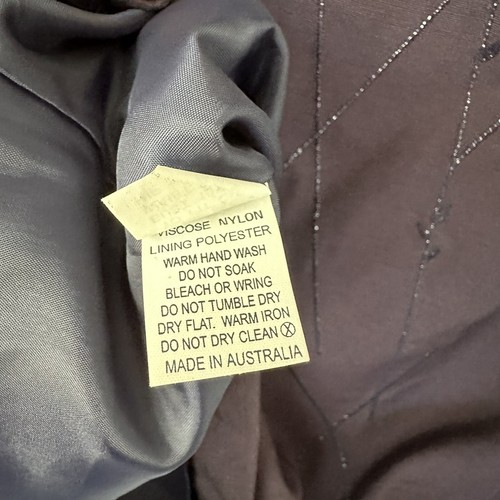 VISCOSE NYLON
LINING POLYESTER
WARM HAND WASH
DO NOT SOAK
BLEACH OR WRING
DO NOT TUMBLE DRY
DRY FLAT. WARM IRON
DO NOT DRY CLEAN Ⓧ
MADE IN AUSTRALIA